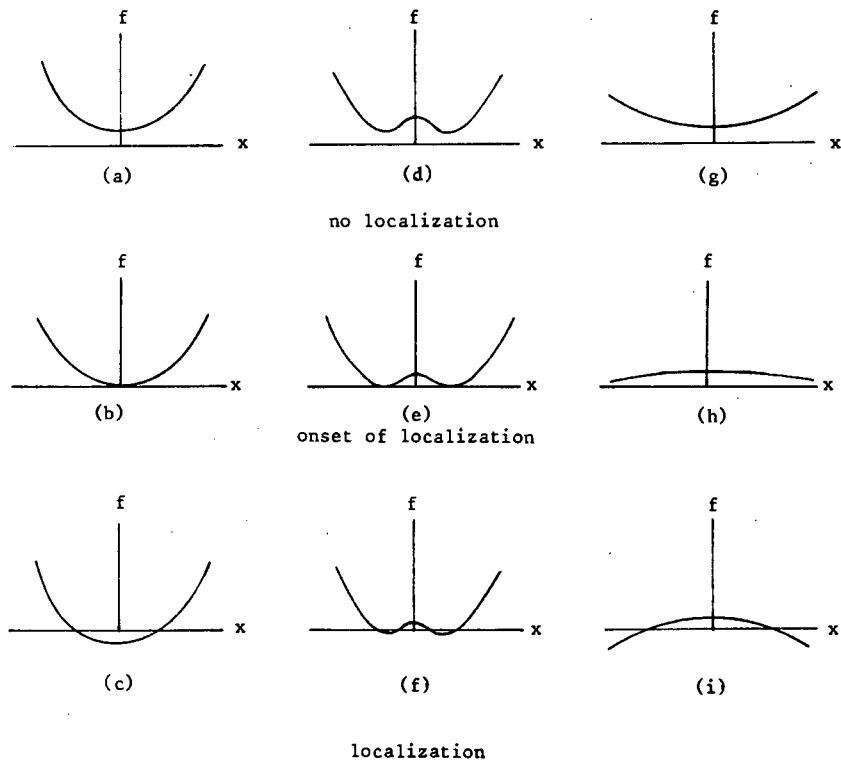 f f f
x x x
(a) (d) (g)
no localization
f f f
x x x
(b) (e) (h)
onset of localization
f f f
x x x
(c) (f) (i)
localization